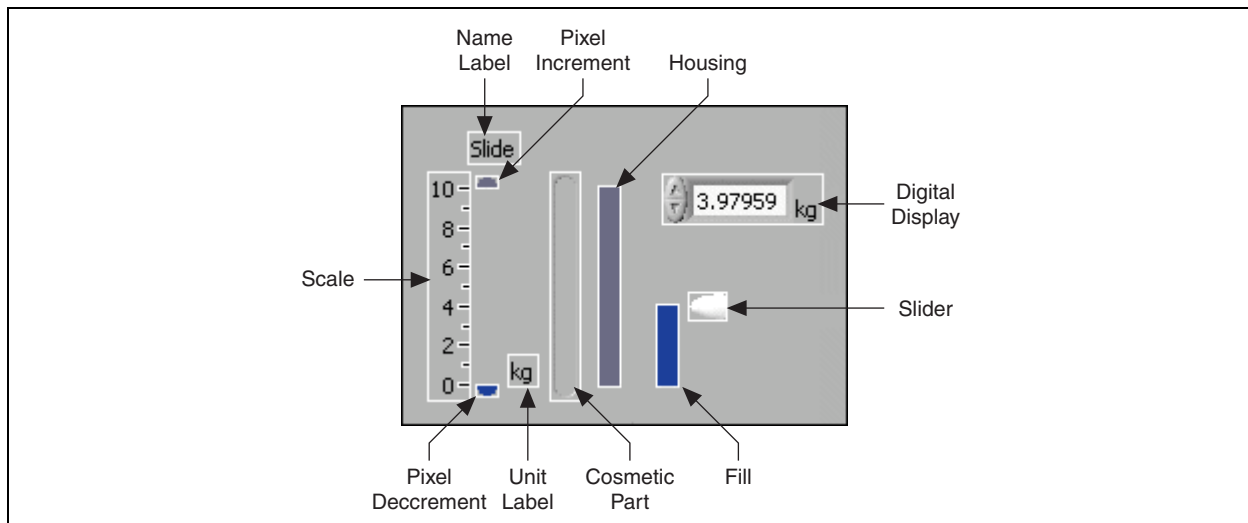 Name
Label
Pixel
Increment
Housing
Slide
10
8
6
4
2
0
3.97959 kg
Digital
Display
Scale
Slider
kg
Pixel
Deccrement
Unit
Label
Cosmetic
Part
Fill